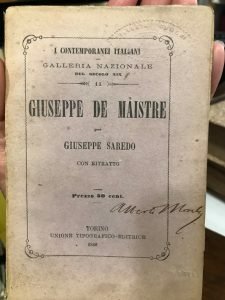 I CONTEMPORANEI ITALIANI
GALLERIA NAZIONALE
DEL SECOLO XIX
11
GIUSEPPE DE MAISTRE
per
GIUSEPPE SAREDO
CON RITRATTO
Prezzo 50 cent.
TORINO
UNIONE TIPOGRAFICO-EDITRICE